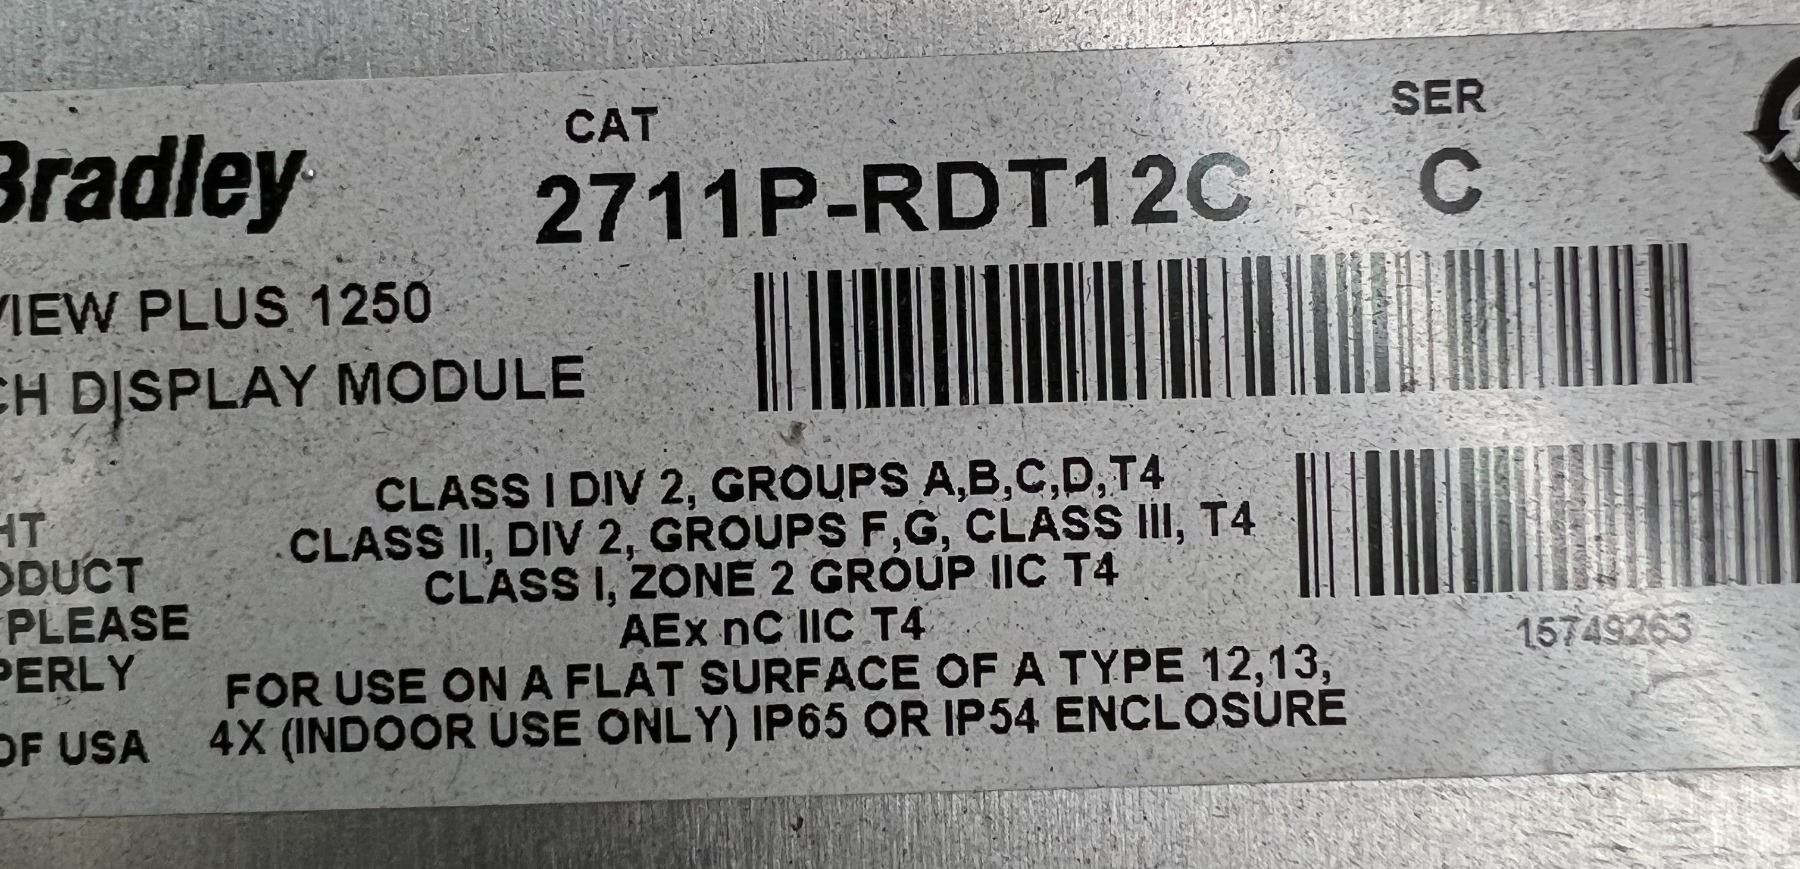 CAT
SER
Bradley
2711P-RDT12C
C
VIEW PLUS 1250
CH DISPLAY MODULE
CLASS I DIV 2, GROUPS A,B,C,D,T4
CLASS II, DIV 2, GROUPS F,G, CLASS III, T4
CLASS I, ZONE 2 GROUP IIC T4
AEx nC IIC T4
FOR USE ON A FLAT SURFACE OF A TYPE 12,13,
4X (INDOOR USE ONLY) IP65 OR IP54 ENCLOSURE
HT
ODUCT
PLEASE
PERLY
OF USA
15749263